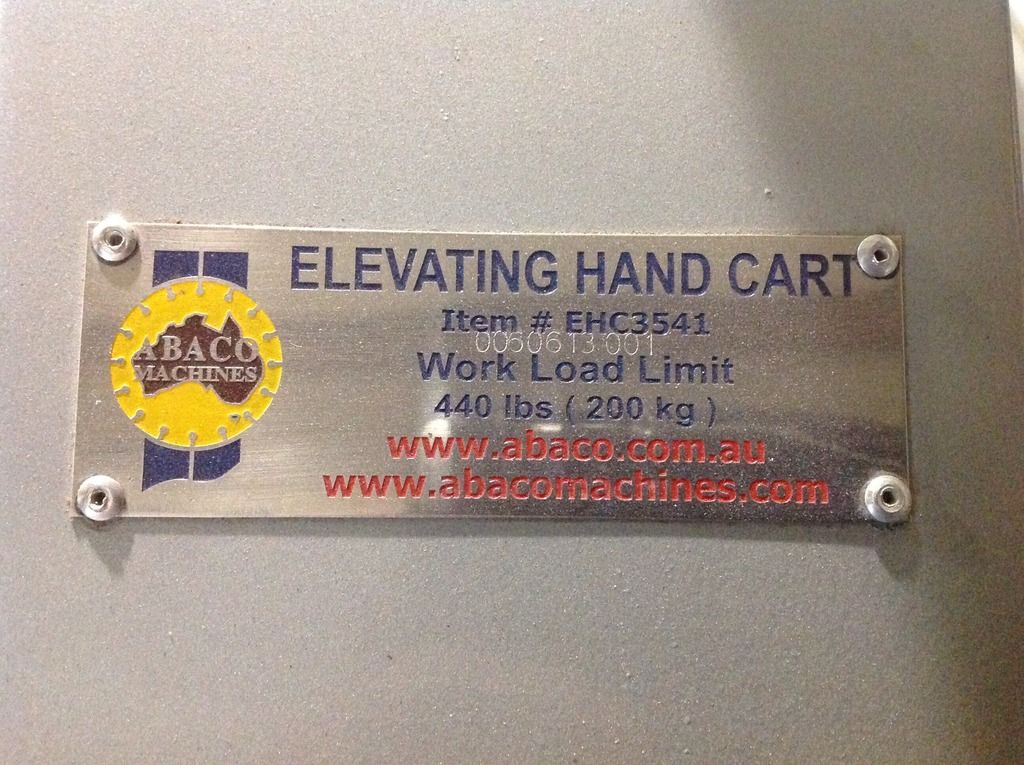 ELEVATING HAND CART
Item # EHC3541
0060613 001
Work Load Limit
440 lbs ( 200 kg )
www.abaco.com.au
www.abacomachines.com
ABACO
MACHINES